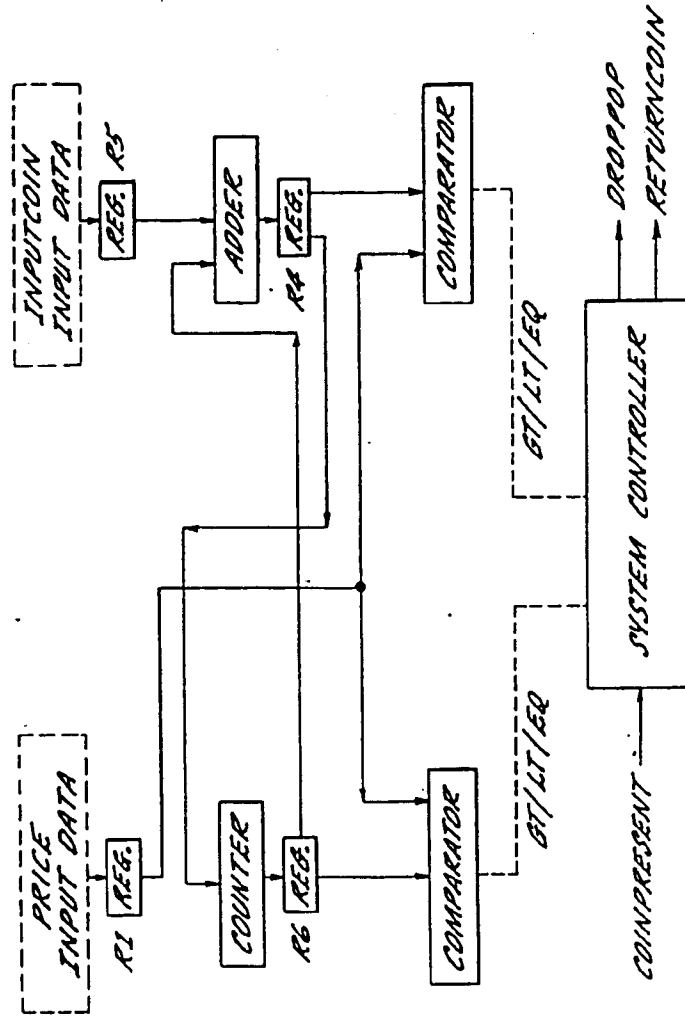 PRICE
INPUT DATA
INPUTCOIN
INPUT DATA
R1
REG.
REG.
R5
COUNTER
ADDER
R6
REG.
R4
REG.
COMPARATOR
COMPARATOR
GT/LT/EQ
GT/LT/EQ
COINPRESENT
SYSTEM CONTROLLER
DROPPOP
RETURNCOIN